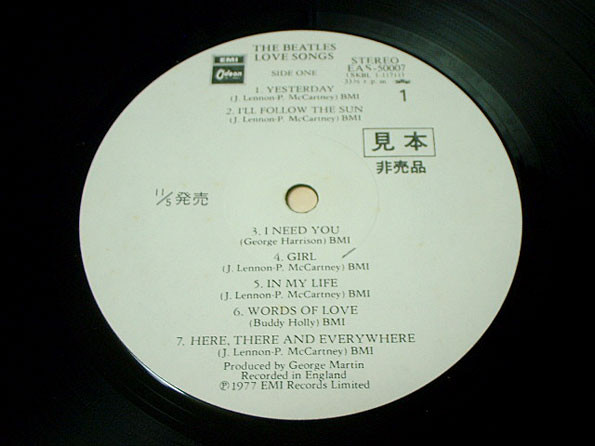 THE BEATLES
LOVE SONGS
EMI
Odeon
SIDE ONE
STEREO
EAS-50007
33⅓ r.p.m.
1
1. YESTERDAY
(J. Lennon-P. McCartney) BMI
2. I'LL FOLLOW THE SUN
(J. Lennon-P. McCartney) BMI
見本
非売品
11/5 発売
3. I NEED YOU
(George Harrison) BMI
4. GIRL
(J. Lennon-P. McCartney) BMI
5. IN MY LIFE
(J. Lennon-P. McCartney) BMI
6. WORDS OF LOVE
(Buddy Holly) BMI
7. HERE, THERE AND EVERYWHERE
(J. Lennon-P. McCartney) BMI
Produced by George Martin
Recorded in England
Ⓟ1977 EMI Records Limited